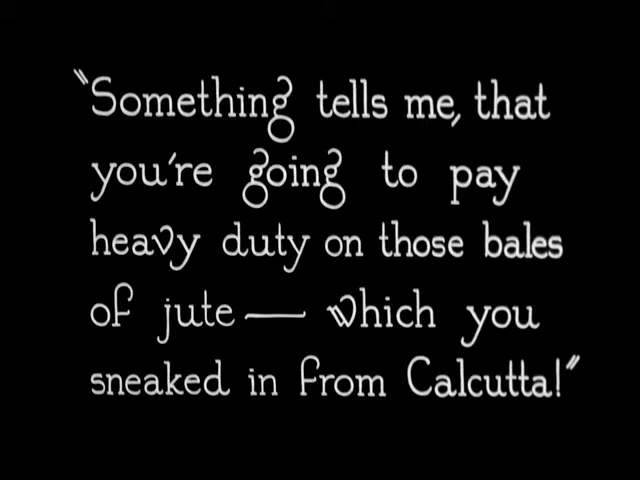 "Something tells me, that
you're going to pay
heavy duty on those bales
of jute — which you
sneaked in from Calcutta!"